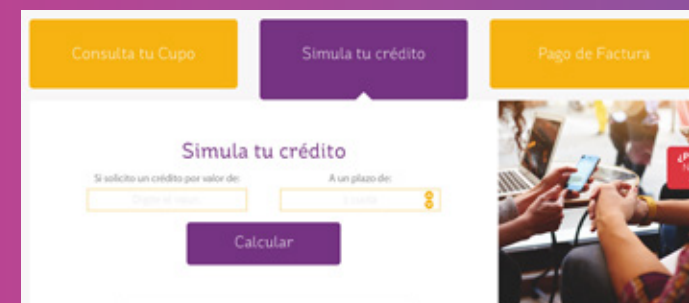 Consulta tu Cupo
Simula tu crédito
Pago de Factura
Simula tu crédito
Si solicito un crédito por valor de:
A un plazo de:
Calcular